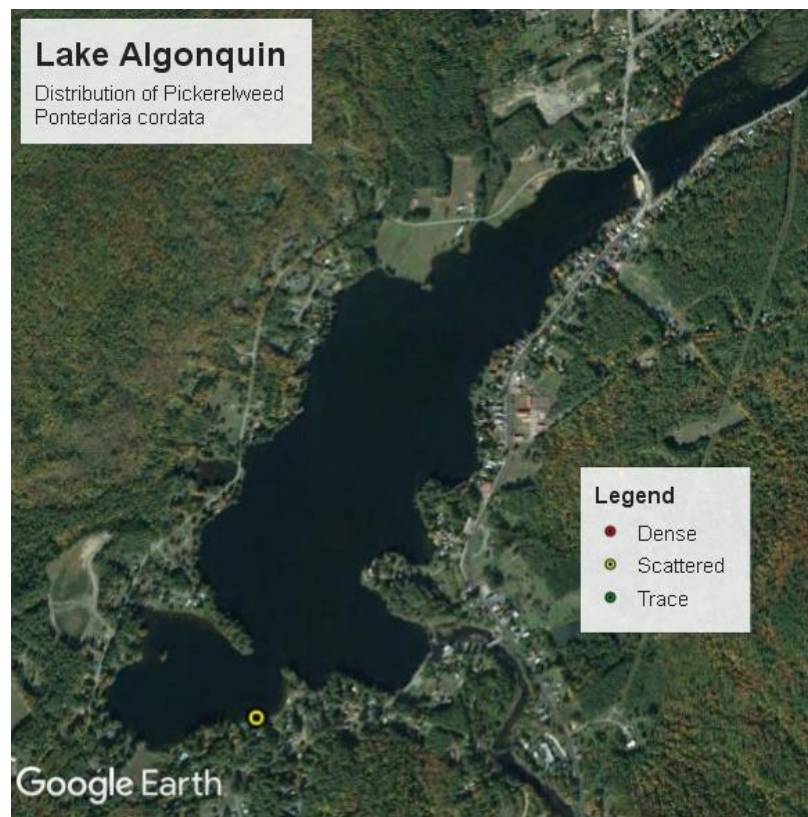 Lake Algonquin
Distribution of Pickerelweed
Pontedaria cordata
Legend
Dense
Scattered
Trace
Google Earth